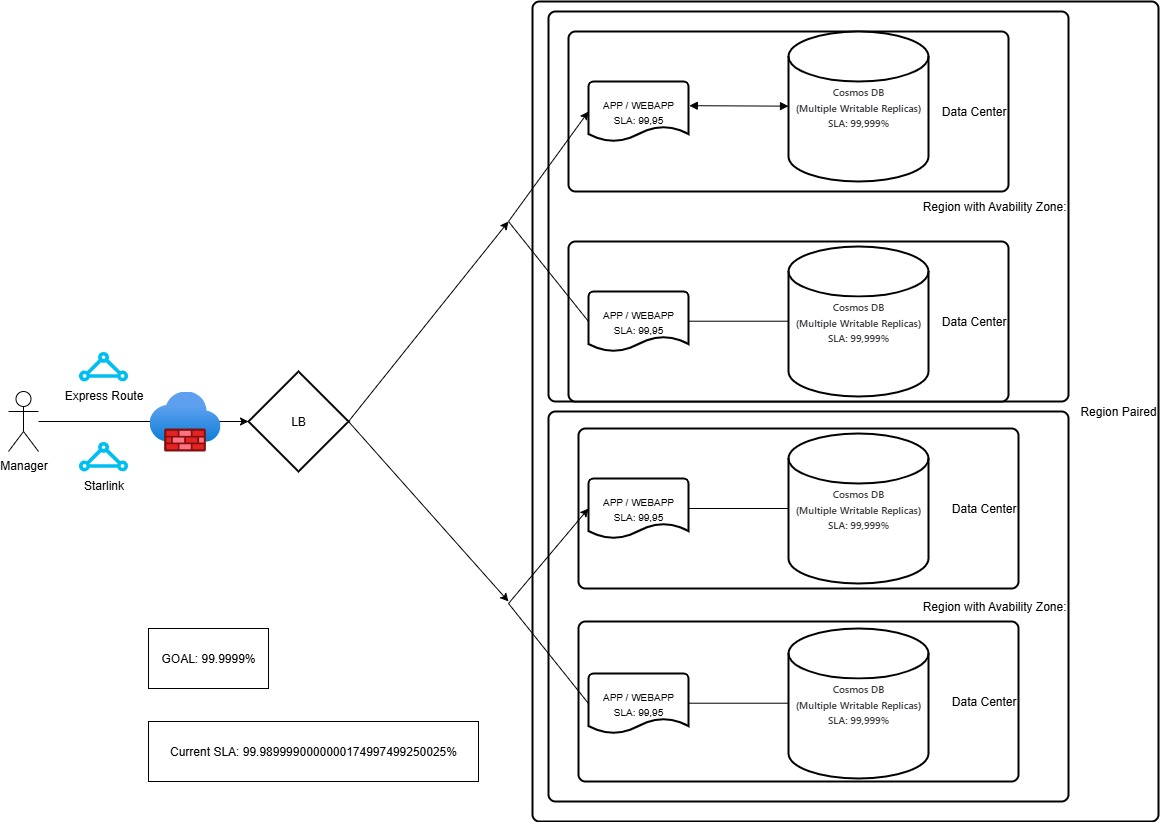 Cosmos DB
(Multiple Writable Replicas)
SLA: 99,999%
APP / WEBAPP
SLA: 99,95
Data Center
Region with Avability Zone:
Cosmos DB
(Multiple Writable Replicas)
SLA: 99,999%
APP / WEBAPP
SLA: 99,95
Data Center
Express Route
Manager
Starlink
LB
Region Paired
Cosmos DB
(Multiple Writable Replicas)
SLA: 99,999%
APP / WEBAPP
SLA: 99,95
Data Center
Region with Avability Zone:
Cosmos DB
(Multiple Writable Replicas)
SLA: 99,999%
APP / WEBAPP
SLA: 99,95
Data Center
GOAL: 99.9999%
Current SLA: 99.9899990000000174997499250025%